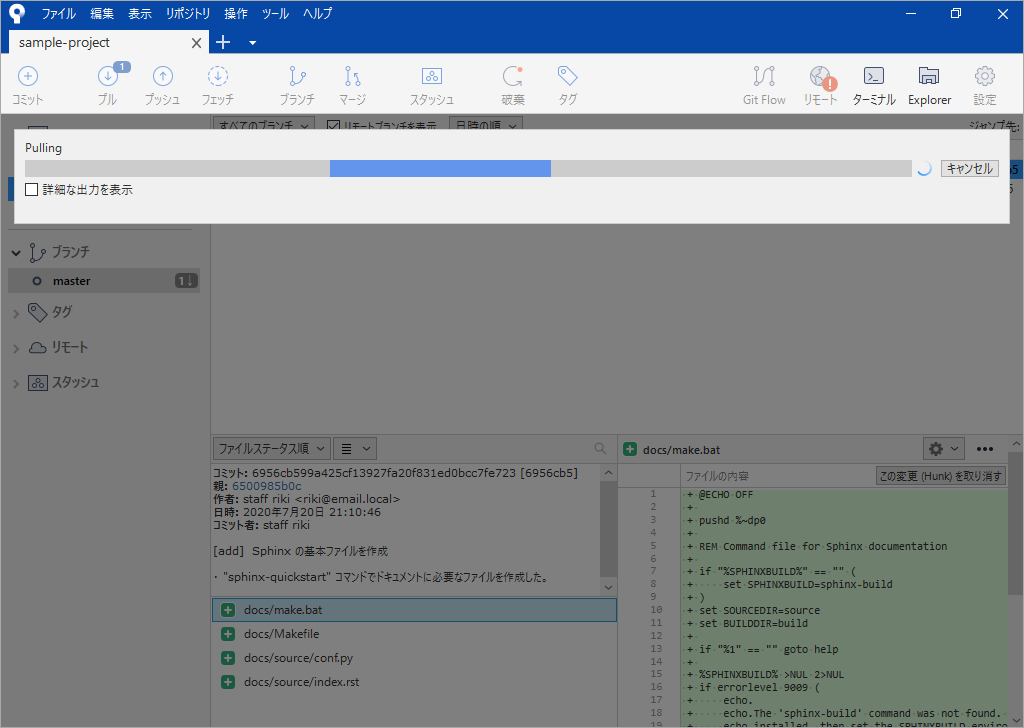 ファイル 編集 表示 リポジトリ 操作 ツール ヘルプ
sample-project
1
コミット プル プッシュ フェッチ ブランチ マージ スタッシュ 破棄 タグ Git Flow リモート ターミナル Explorer 設定
すべてのブランチ リモートブランチを表示 日時の順 ジャンプ先:
Pulling
キャンセル
詳細な出力を表示
ブランチ
master 1↓
タグ
リモート
スタッシュ
ファイルステータス順
docs/make.bat
コミット: 6956cb599a425cf13927fa20f831ed0bcc7fe723 [6956cb5]
親: 6500985b0c
作者: staff riki <riki@email.local>
日時: 2020年7月20日 21:10:46
コミット者: staff riki
[add] Sphinx の基本ファイルを作成
・ "sphinx-quickstart" コマンドでドキュメントに必要なファイルを作成した。
docs/make.bat
docs/Makefile
docs/source/conf.py
docs/source/index.rst
ファイルの内容 この変更 (Hunk) を取り消す
1 + @ECHO OFF
2 +
3 + pushd %~dp0
4 +
5 + REM Command file for Sphinx documentation
6 +
7 + if "%SPHINXBUILD%" == "" (
8 + set SPHINXBUILD=sphinx-build
9 + )
10 + set SOURCEDIR=source
11 + set BUILDDIR=build
12 +
13 + if "%1" == "" goto help
14 +
15 + %SPHINXBUILD% >NUL 2>NUL
16 + if errorlevel 9009 (
17 + echo.
18 + echo.The 'sphinx-build' command was not found.
19 + echo.installed, then set the SPHINXBUILD enviro